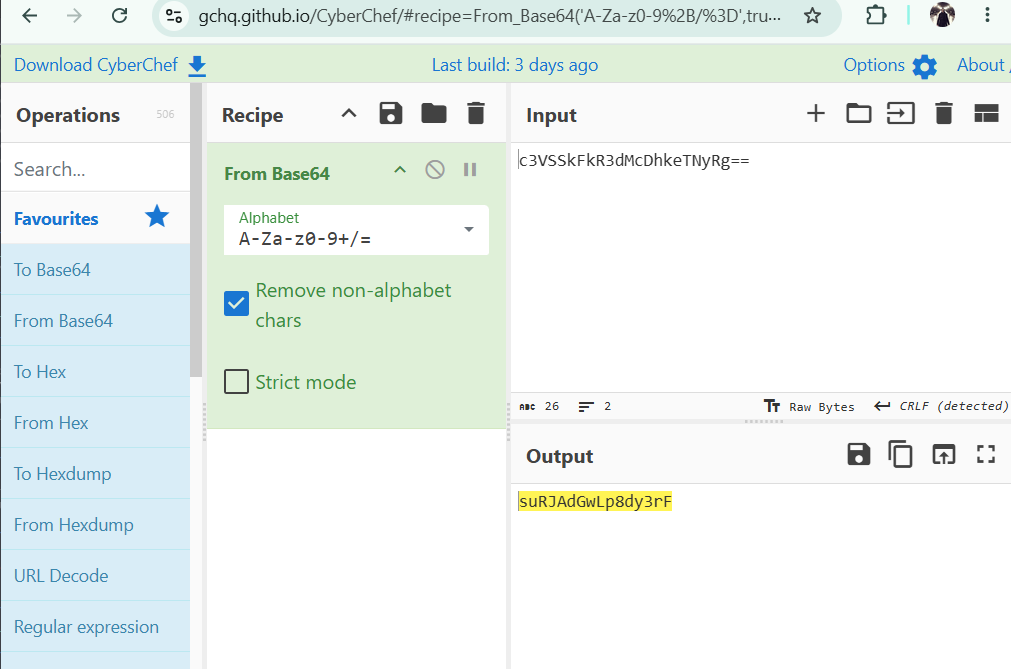 gchq.github.io/CyberChef/#recipe=From_Base64('A-Za-z0-9%2B/%3D',tru...
Download CyberChef
Last build: 3 days ago
Options
About /
Operations
506
Recipe
Input
Search...
Favourites
To Base64
From Base64
To Hex
From Hex
To Hexdump
From Hexdump
URL Decode
Regular expression
From Base64
Alphabet
A-Za-z0-9+/=
Remove non-alphabet
chars
Strict mode
c3VSSkFkR3dMcDhkeTNyRg==
ABC 26
2
Tт Raw Bytes
CRLF (detected)
Output
suRJAdGwLp8dy3rF